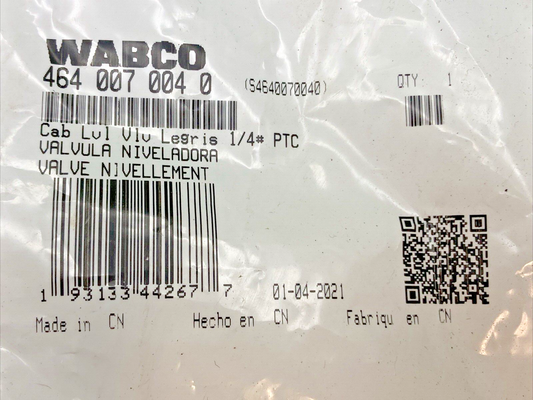 WABCO
464 007 004 0 (S4640070040) QTY: 1
Cab Lvl Vlv Legris 1/4# PTC
VALVULA NIVELADORA
VALVE NIVELLEMENT
1 93133 44267 7 01-04-2021
Made in CN Hecho en CN Fabriqu en CN